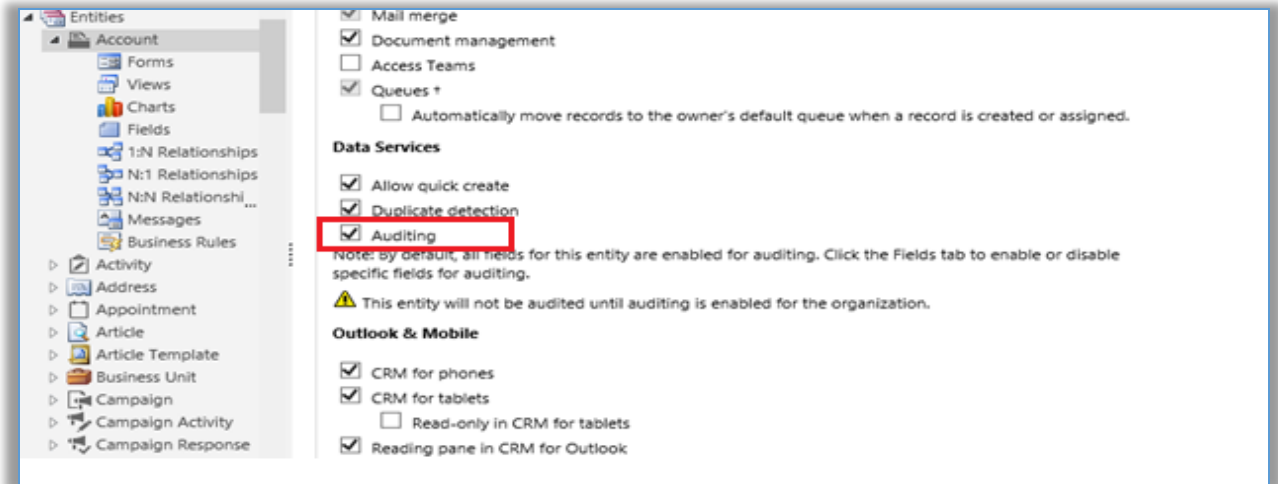 Entities
Account
Forms
Views
Charts
Fields
1:N Relationships
N:1 Relationships
N:N Relationshi...
Messages
Business Rules
Activity
Address
Appointment
Article
Article Template
Business Unit
Campaign
Campaign Activity
Campaign Response
Mail merge
Document management
Access Teams
Queues †
Automatically move records to the owner's default queue when a record is created or assigned.
Data Services
Allow quick create
Duplicate detection
Auditing
Note: By default, all fields for this entity are enabled for auditing. Click the Fields tab to enable or disable
specific fields for auditing.
This entity will not be audited until auditing is enabled for the organization.
Outlook & Mobile
CRM for phones
CRM for tablets
Read-only in CRM for tablets
Reading pane in CRM for Outlook